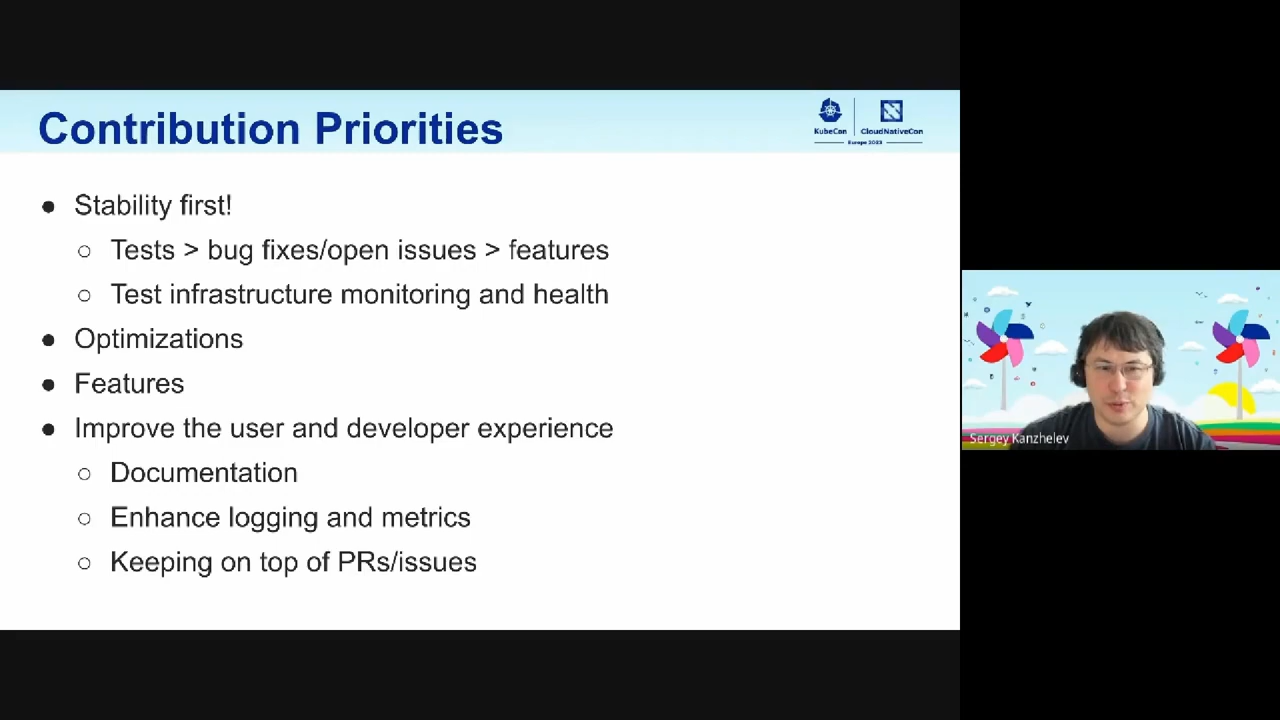 Contribution Priorities
KubeCon
CloudNativeCon
Europe 2023
● Stability first!
○ Tests > bug fixes/open issues > features
○ Test infrastructure monitoring and health
● Optimizations
● Features
● Improve the user and developer experience
○ Documentation
○ Enhance logging and metrics
○ Keeping on top of PRs/issues
Sergey Kanzhelev